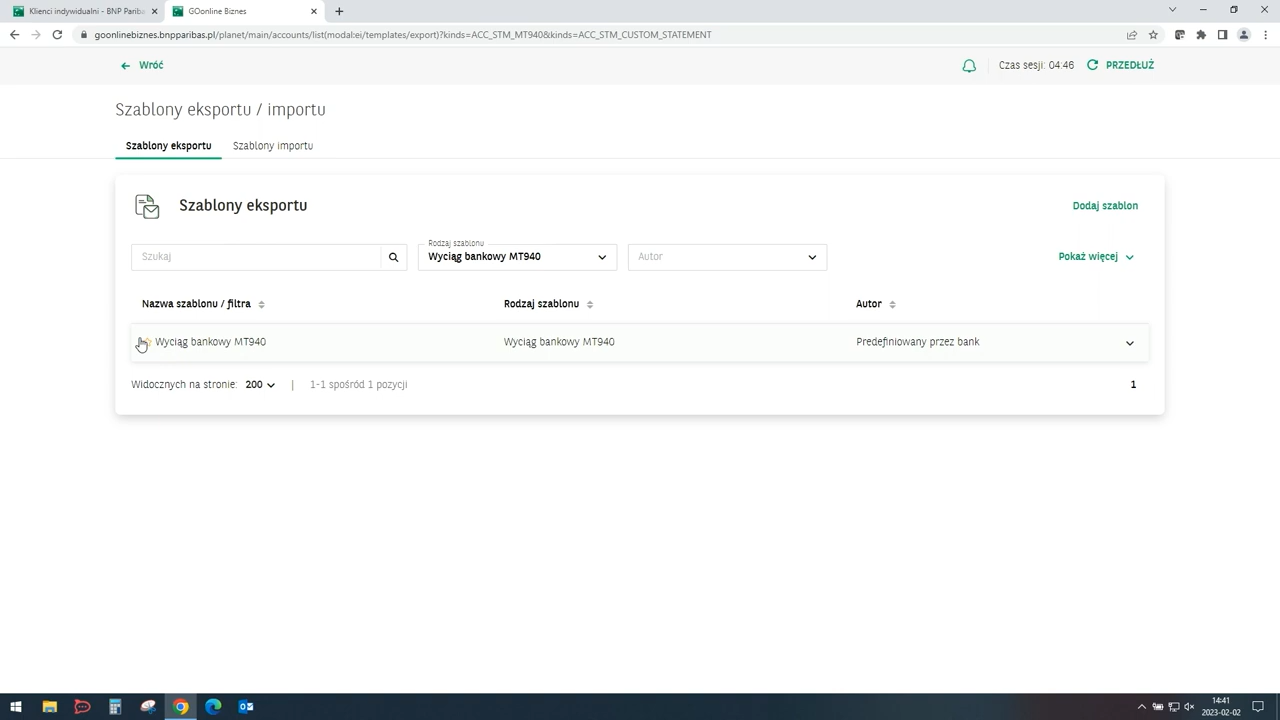 Klienci indywidualni - BNP Pariba
GOonline Biznes
goonlinebiznes.bnpparibas.pl/planet/main/accounts/list(modal:ei/templates/export)?kinds=ACC_STM_MT940&kinds=ACC_STM_CUSTOM_STATEMENT
Wróć
Czas sesji: 04:46
PRZEDŁUŻ
Szablony eksportu / importu
Szablony eksportu
Szablony importu
Szablony eksportu
Dodaj szablon
Szukaj
Rodzaj szablonu
Wyciąg bankowy MT940
Autor
Pokaż więcej
Nazwa szablonu / filtra
Rodzaj szablonu
Autor
Wyciąg bankowy MT940
Wyciąg bankowy MT940
Predefiniowany przez bank
Widocznych na stronie: 200
|
1-1 spośród 1 pozycji
1
14:41
2023-02-02